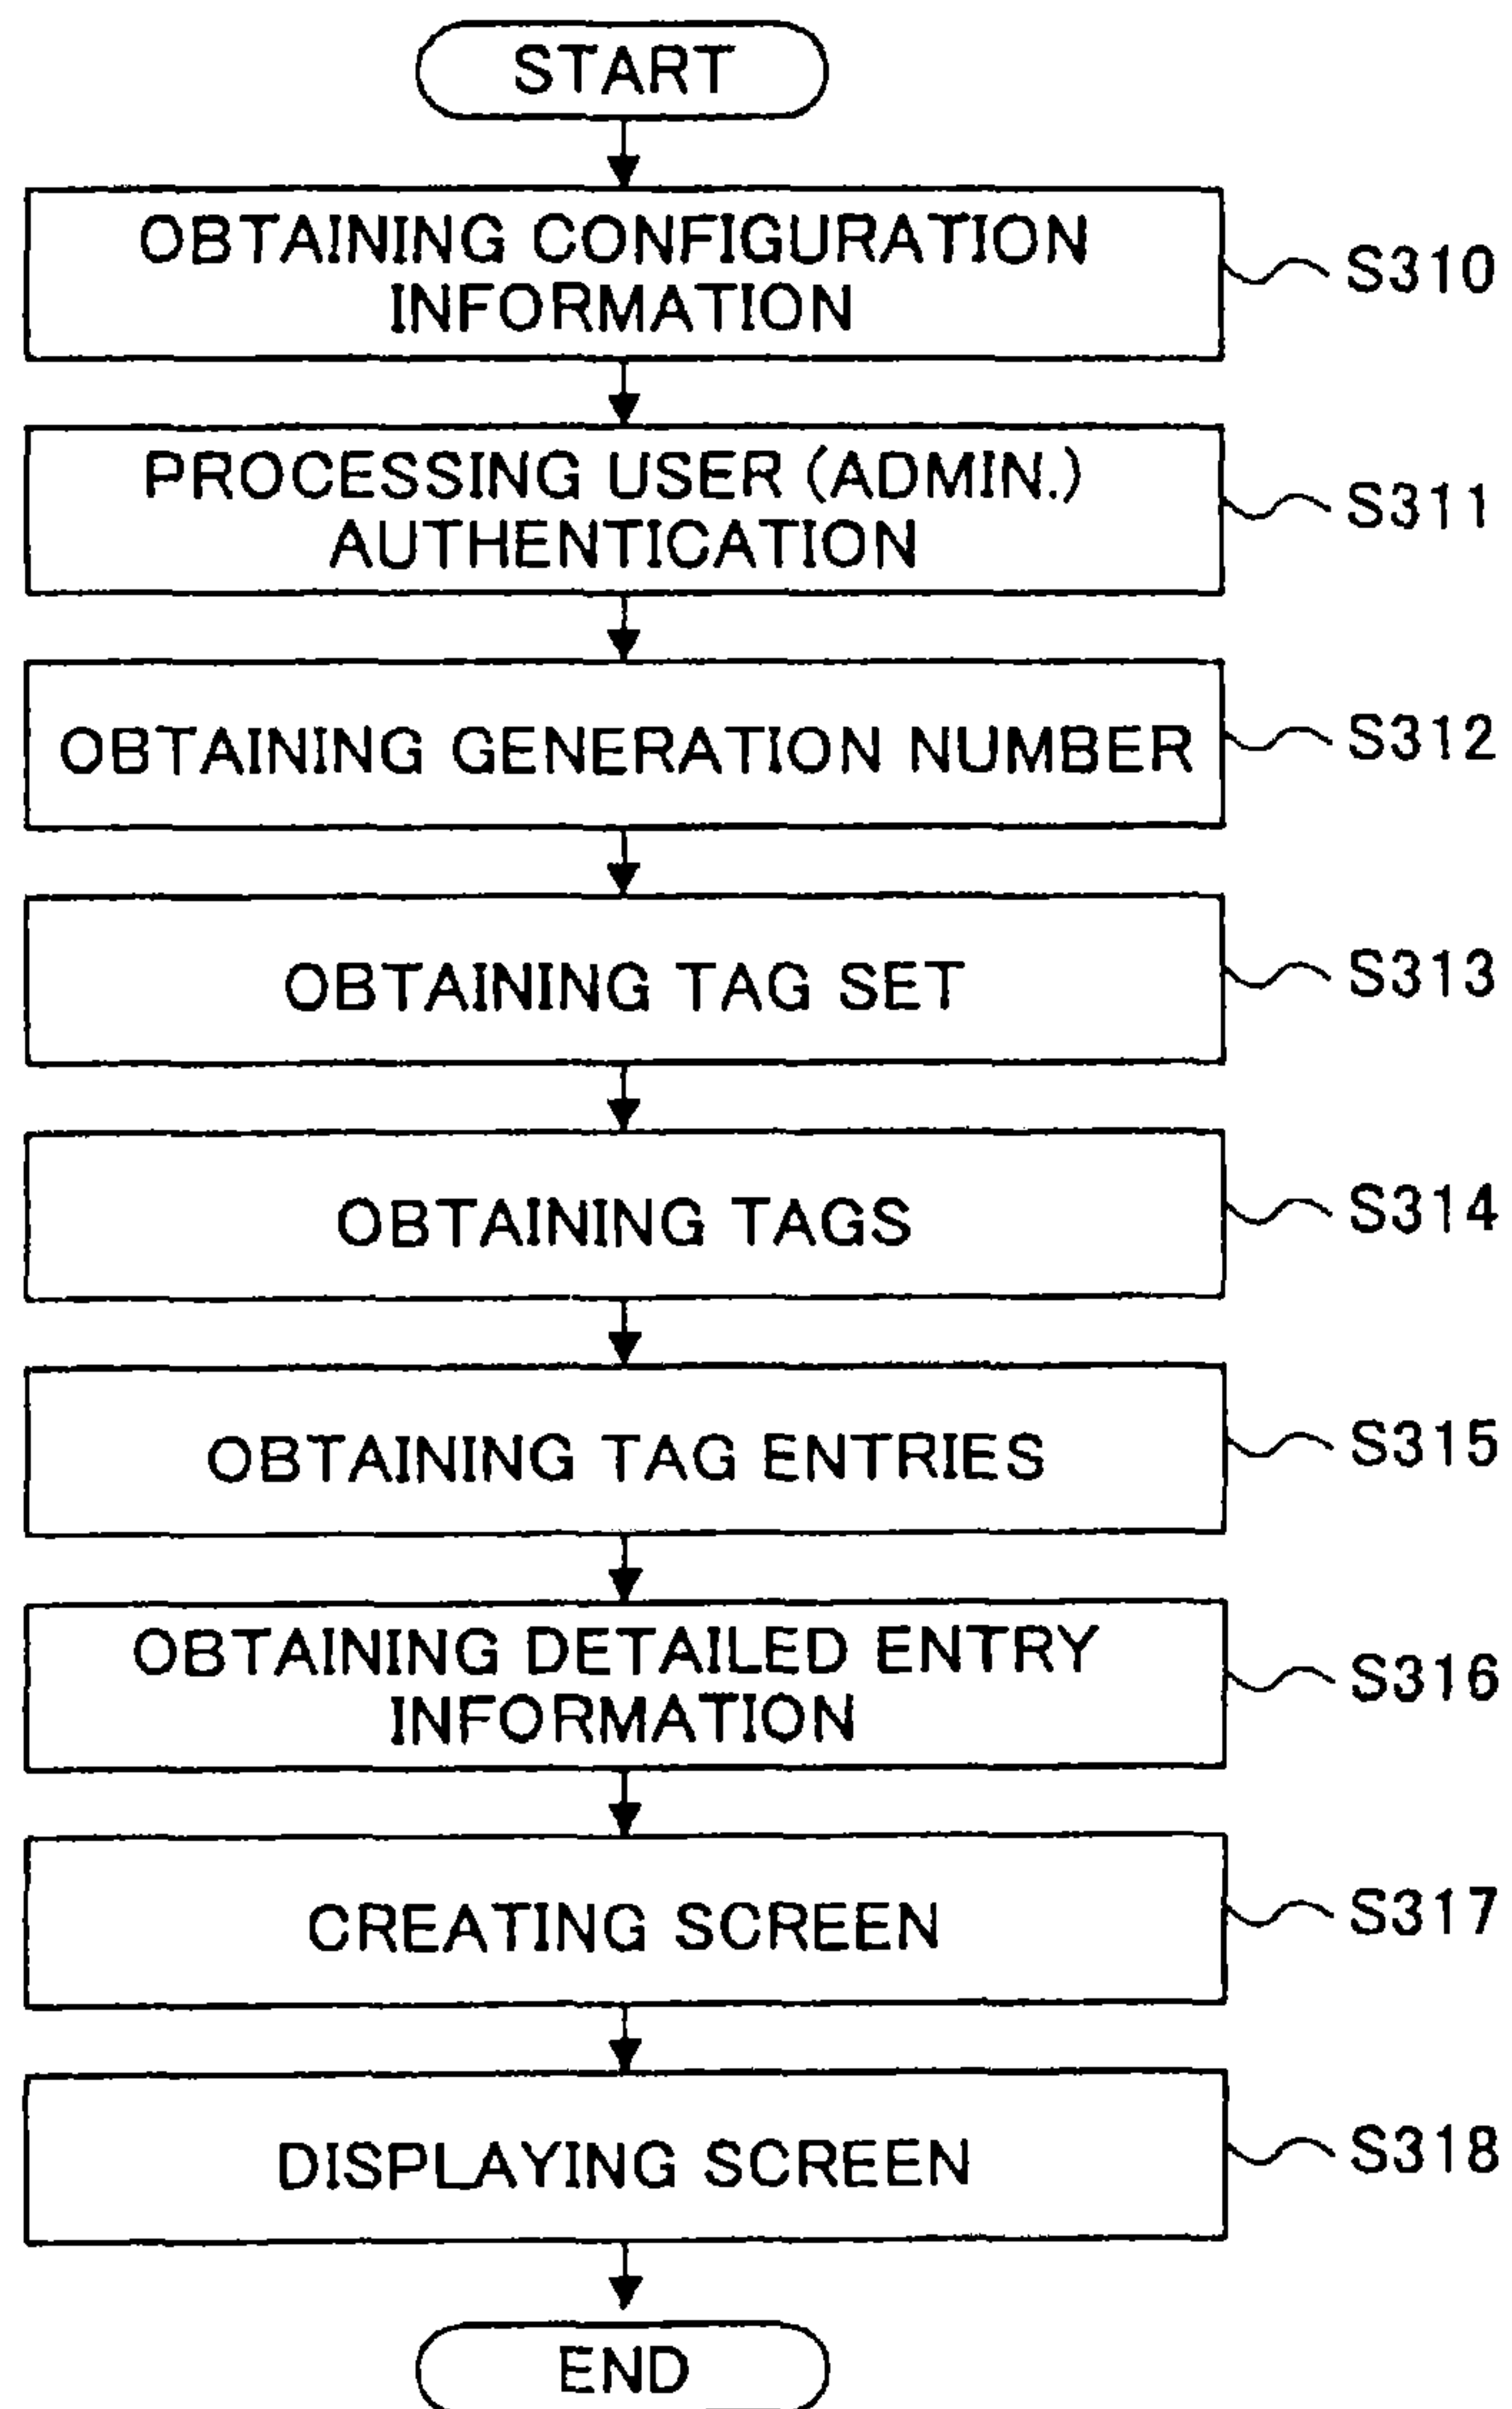 START
OBTAINING CONFIGURATION
INFORMATION
S310
PROCESSING USER (ADMIN.)
AUTHENTICATION
S311
OBTAINING GENERATION NUMBER
S312
OBTAINING TAG SET
S313
OBTAINING TAGS
S314
OBTAINING TAG ENTRIES
S315
OBTAINING DETAILED ENTRY
INFORMATION
S316
CREATING SCREEN
S317
DISPLAYING SCREEN
S318
END